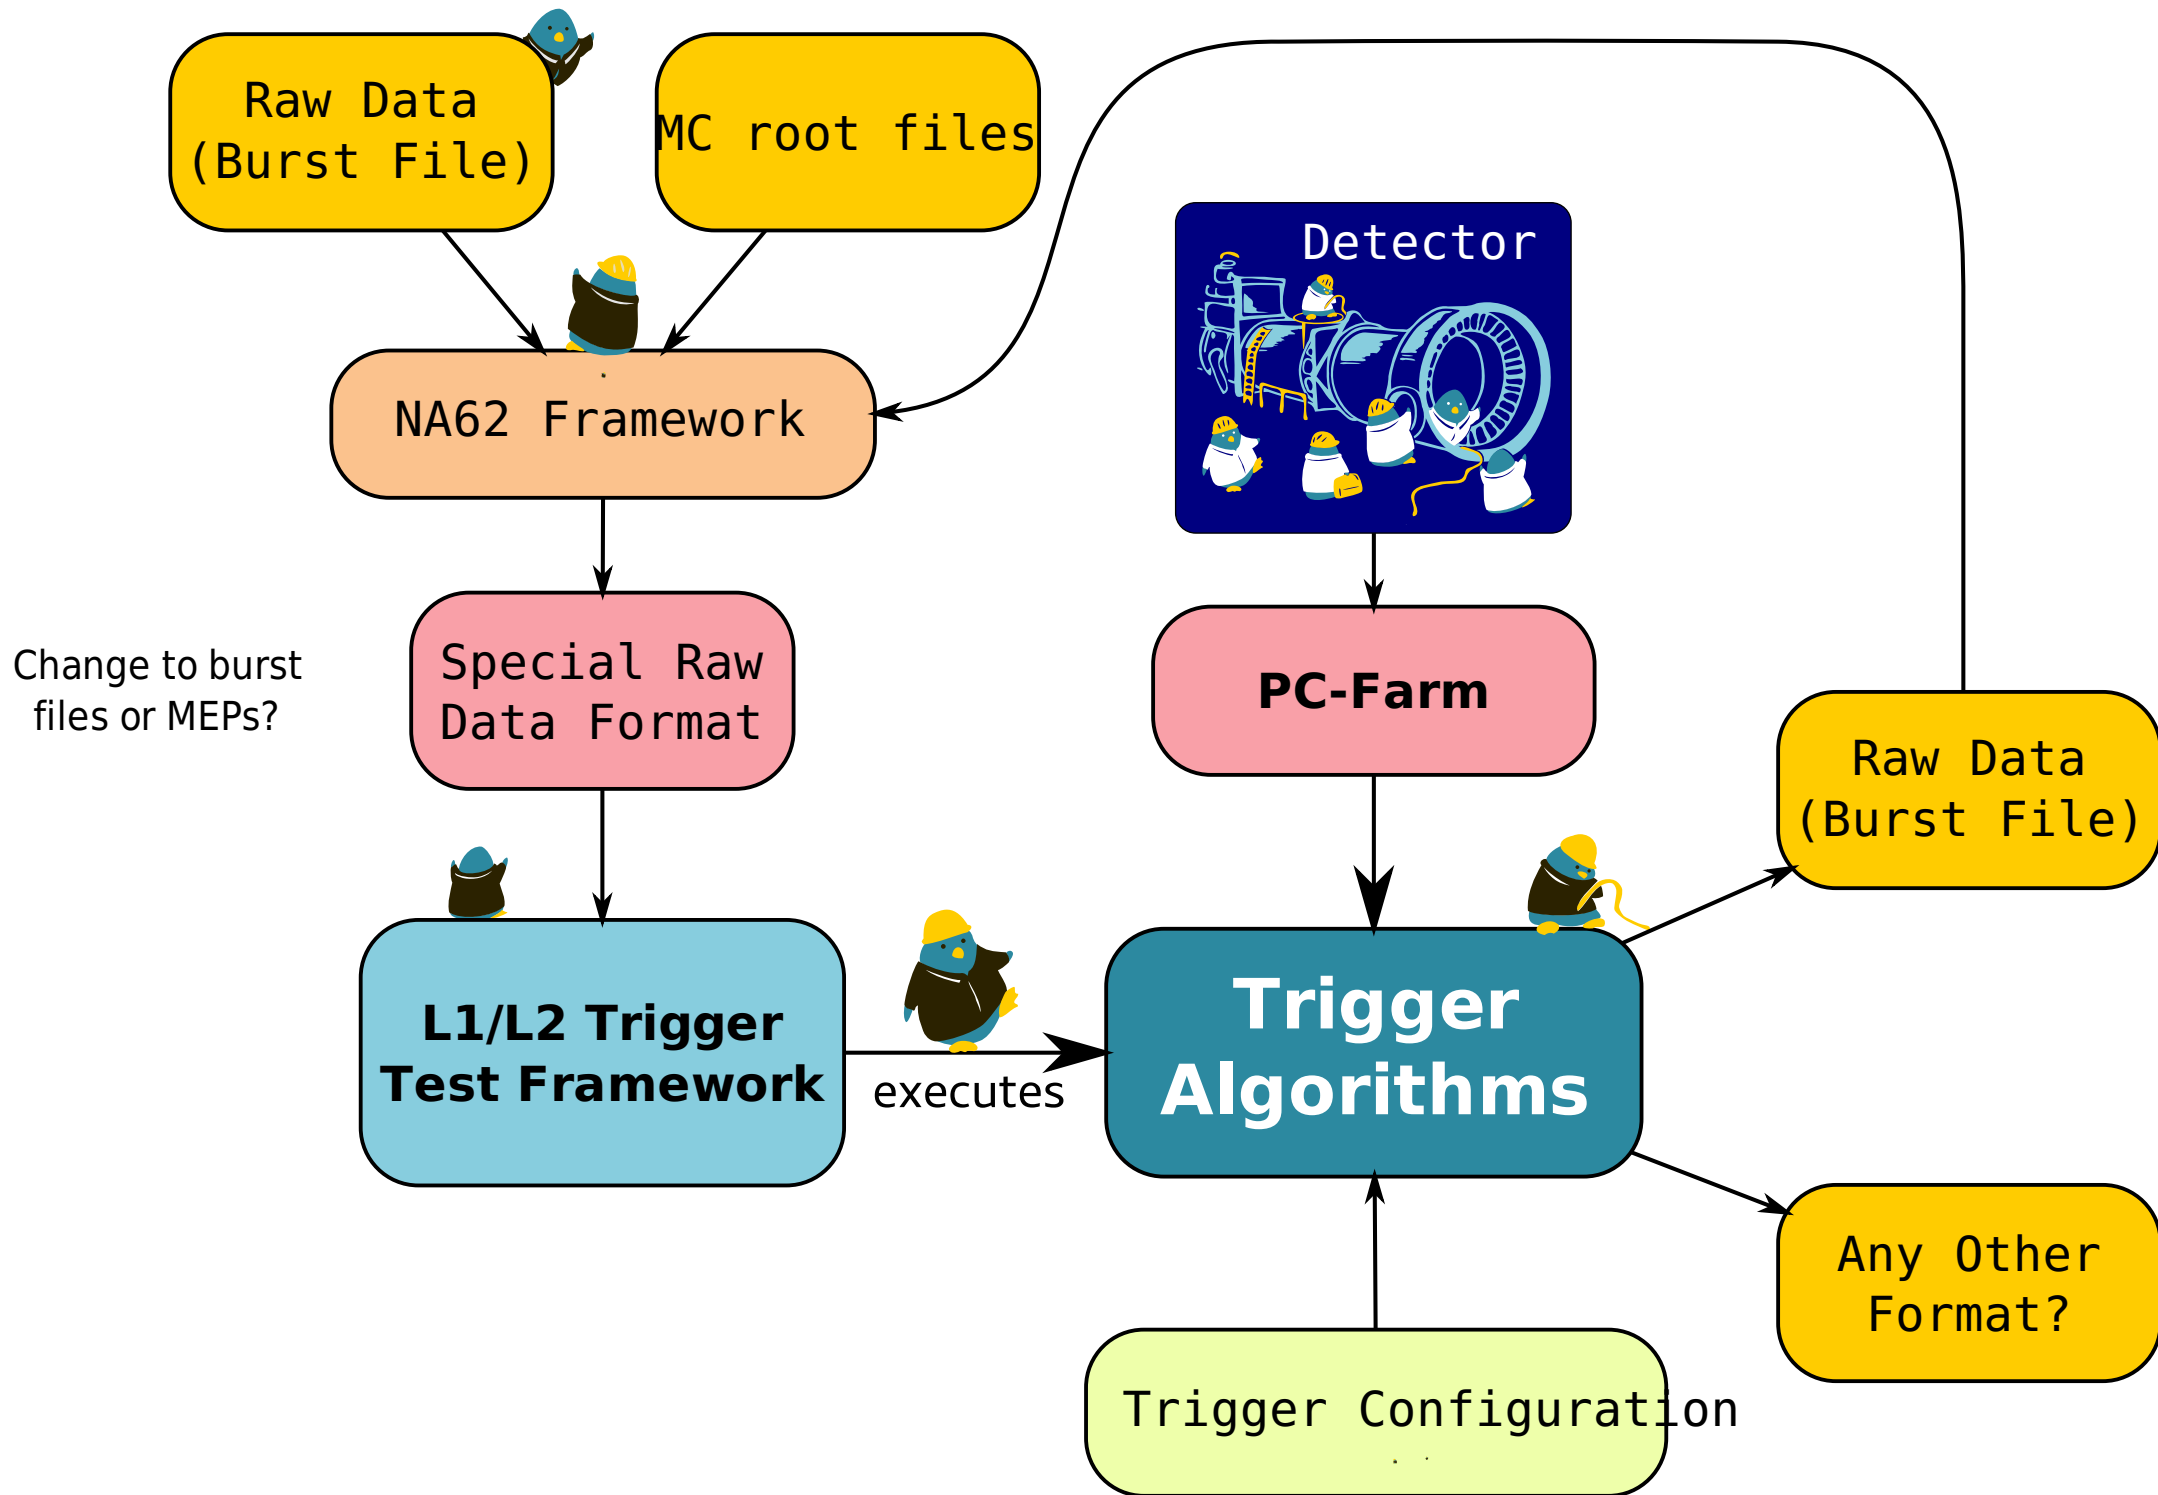 Raw Data
(Burst File)
MC root files
Detector
NA62 Framework
Change to burst
files or MEPs?
Special Raw
Data Format
PC-Farm
Raw Data
(Burst File)
L1/L2 Trigger
Test Framework
executes
Trigger
Algorithms
Any Other
Format?
Trigger Configuration